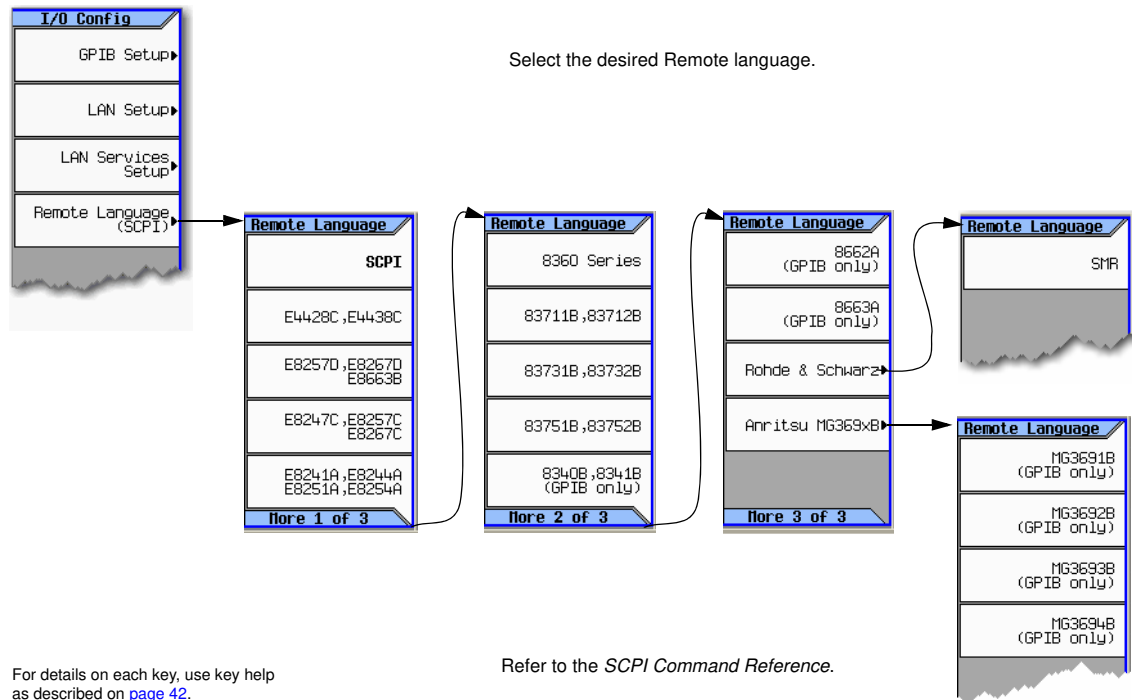 I/O Config
GPIB Setup
LAN Setup
LAN Services
Setup
Remote Language
(SCPI)
Select the desired Remote language.
Remote Language
SCPI
E4428C,E4438C
E8257D,E8267D
E8663B
E8247C,E8257C
E8267C
E8241A,E8244A
E8251A,E8254A
More 1 of 3
Remote Language
8360 Series
83711B,83712B
83731B,83732B
83751B,83752B
8340B,8341B
(GPIB only)
More 2 of 3
Remote Language
8662A
(GPIB only)
8663A
(GPIB only)
Rohde & Schwarz
Anritsu MG369xB
More 3 of 3
Remote Language
SMR
Remote Language
MG3691B
(GPIB only)
MG3692B
(GPIB only)
MG3693B
(GPIB only)
MG3694B
(GPIB only)
For details on each key, use key help
as described on page 42.
Refer to the SCPI Command Reference.